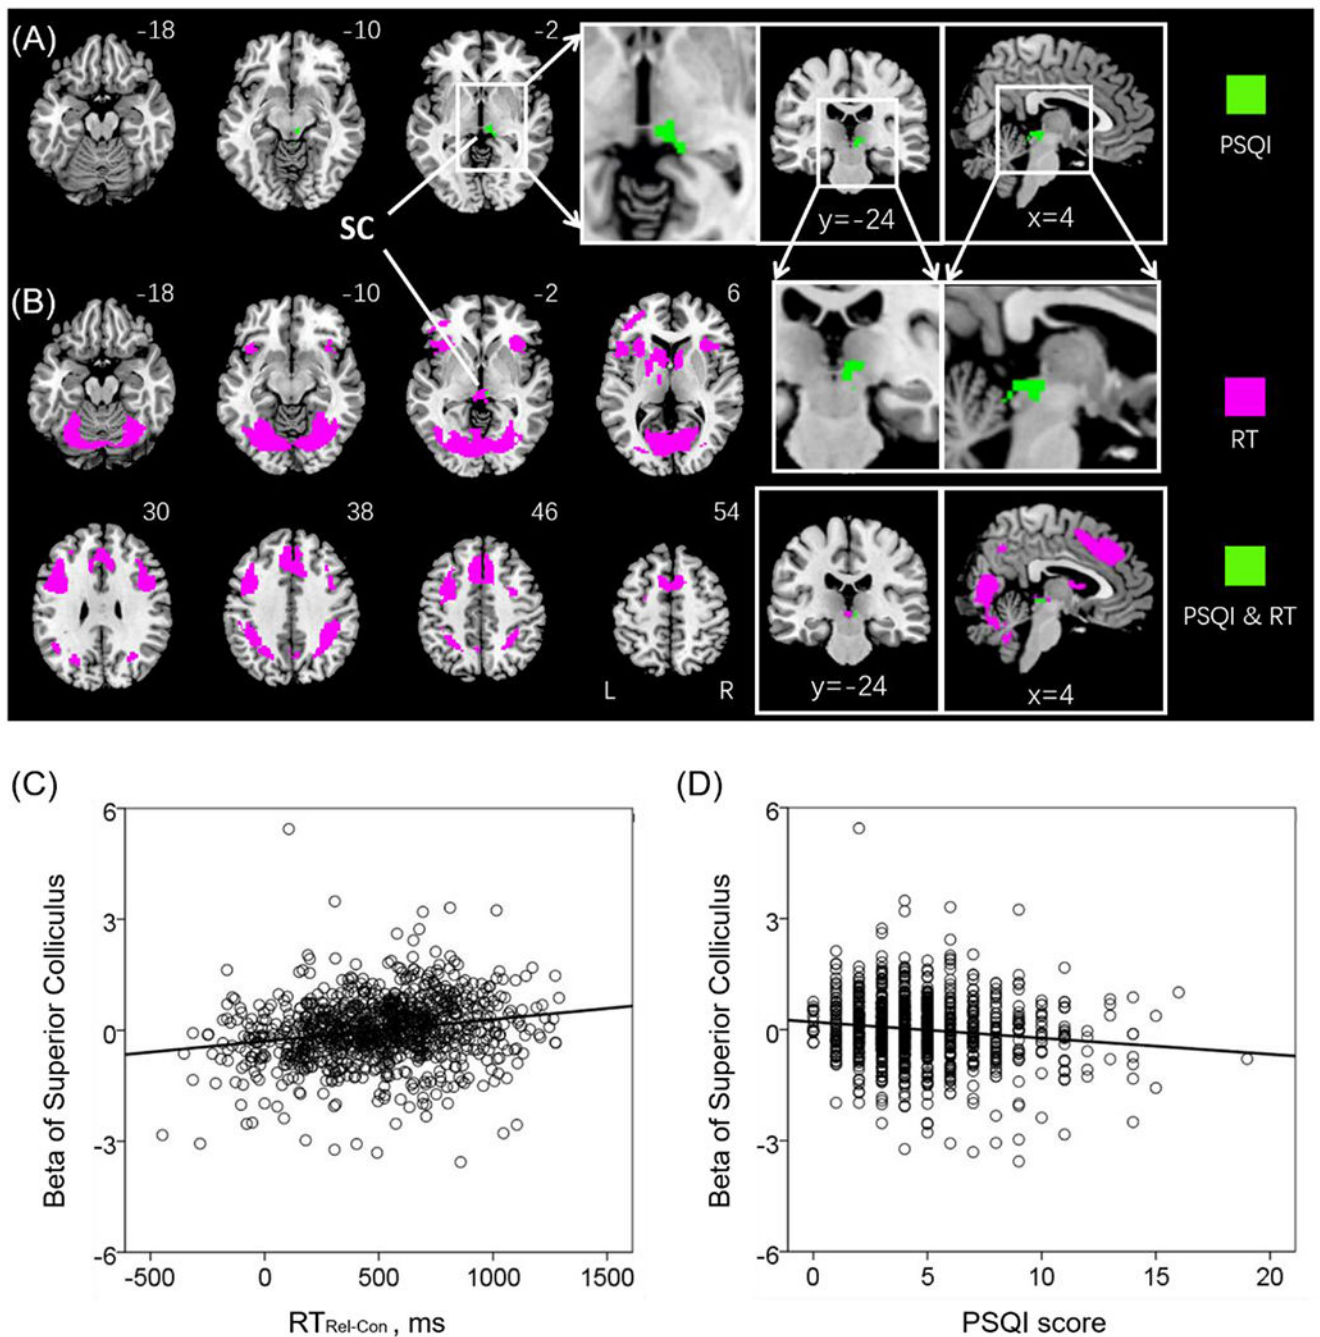 (A)
-18
-10
-2
PSQI
y=-24
x=4
SC
(B)
-18
-10
-2
6
RT
30
38
46
54
PSQI & RT
L R
y=-24
x=4
(C)
6
3
0
-3
-6
Beta of Superior Colliculus
-500 0 500 1000 1500
RTRel-Con , ms
(D)
6
3
0
-3
-6
Beta of Superior Colliculus
0 5 10 15 20
PSQI score